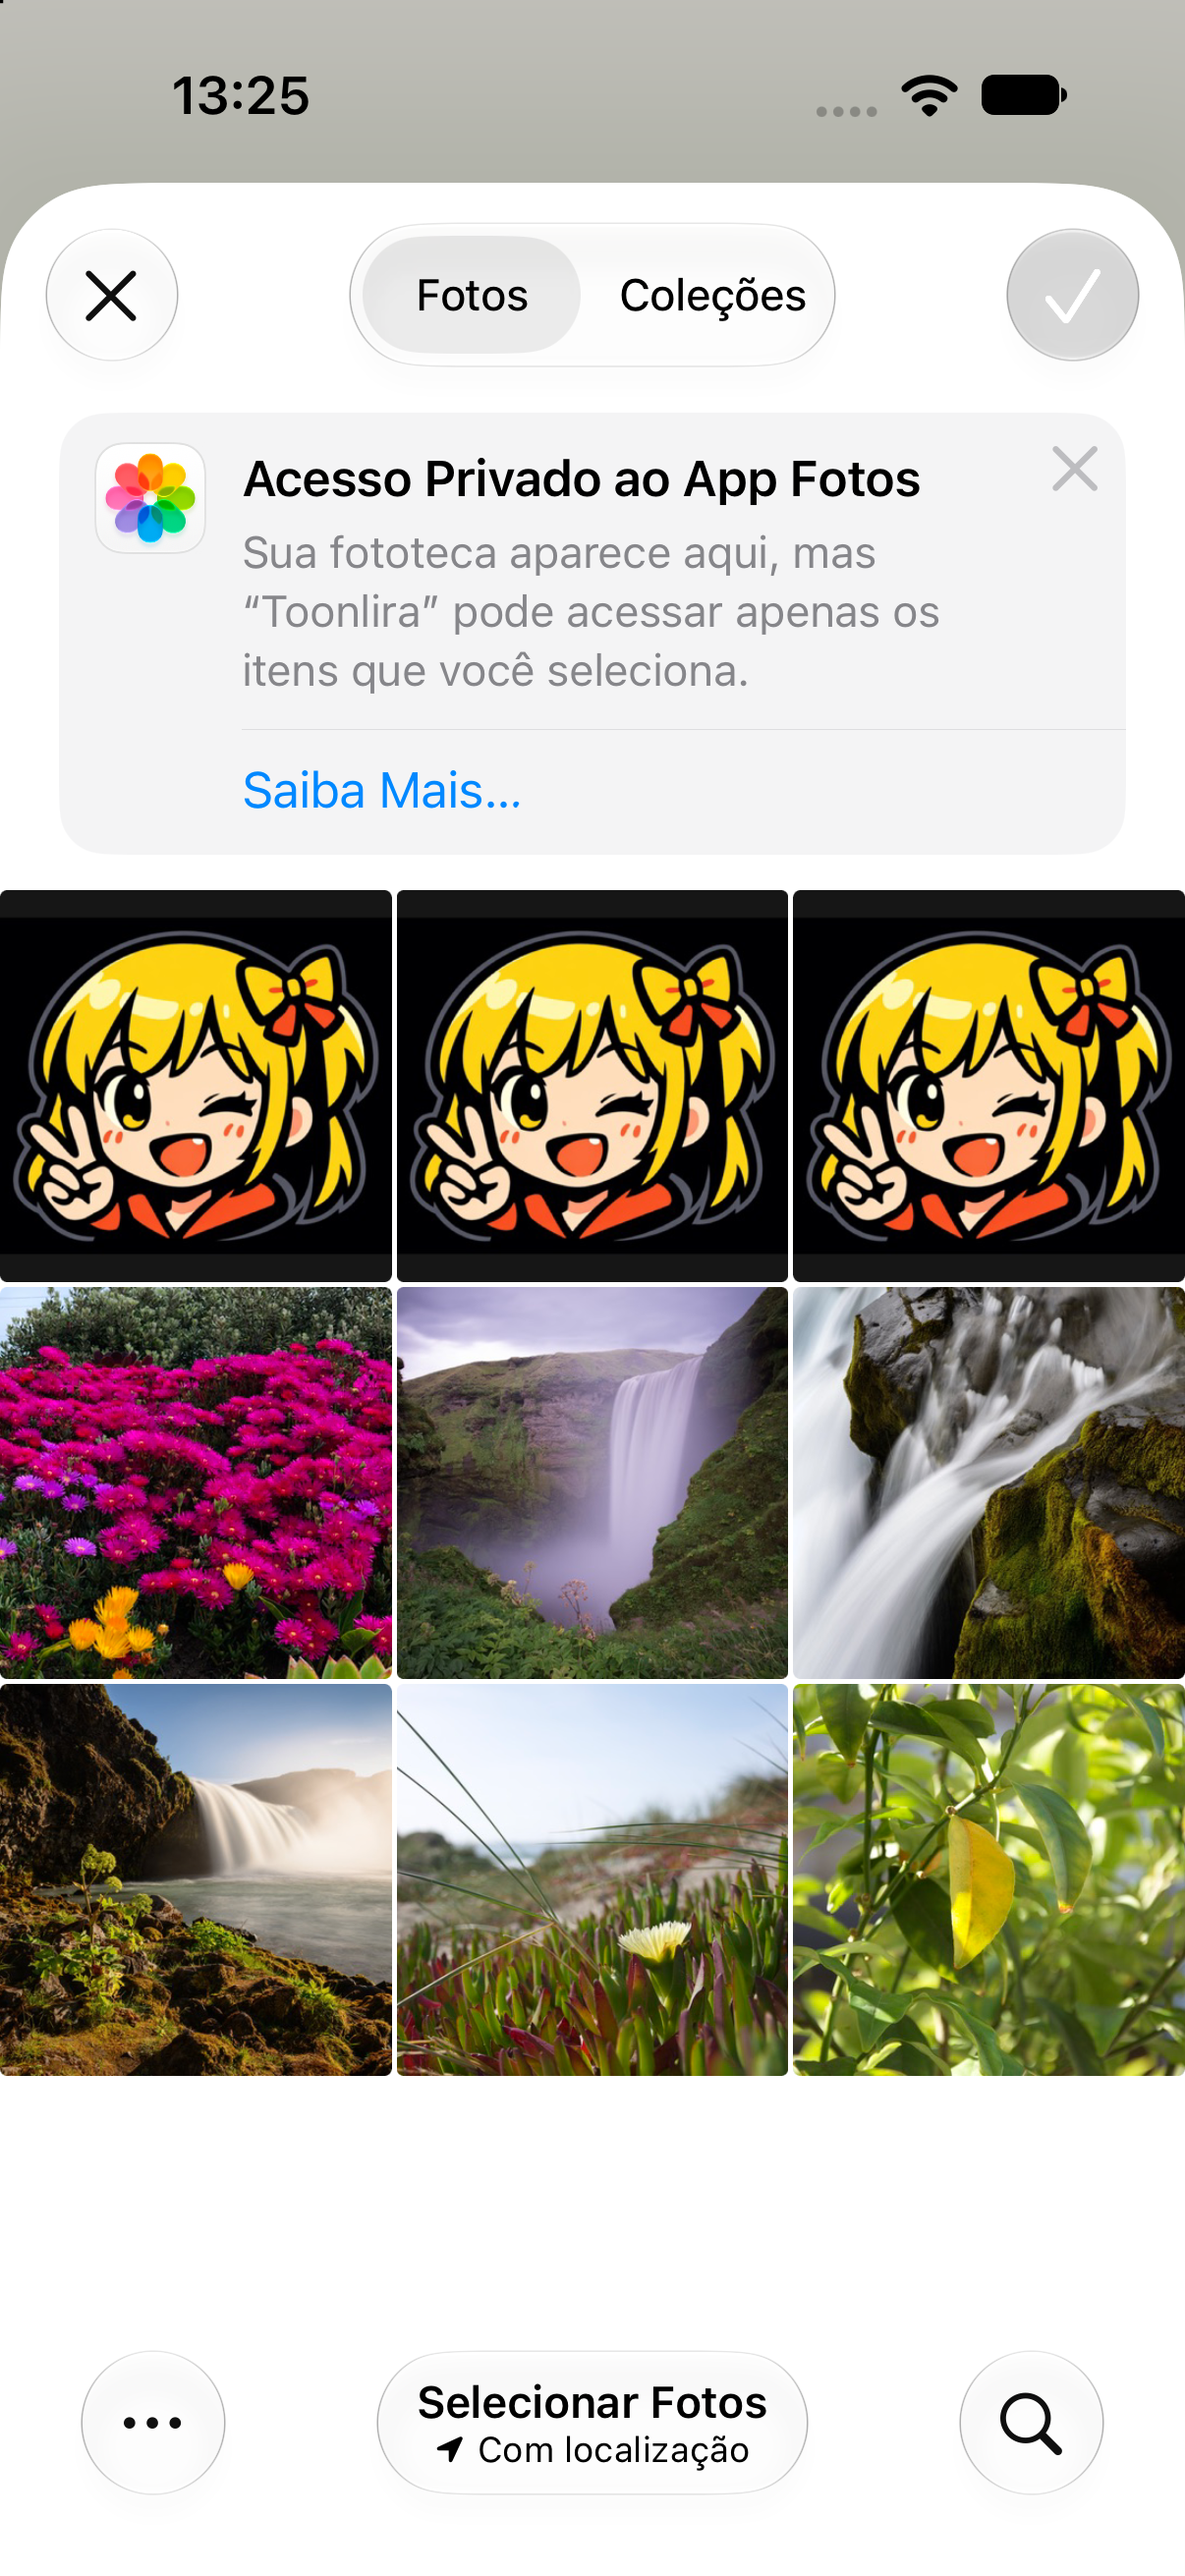 13:25
Fotos
Coleções
Acesso Privado ao App Fotos
Sua fototeca aparece aqui, mas
“Toonlira” pode acessar apenas os
itens que você seleciona.
Saiba Mais...
Selecionar Fotos
Com localização